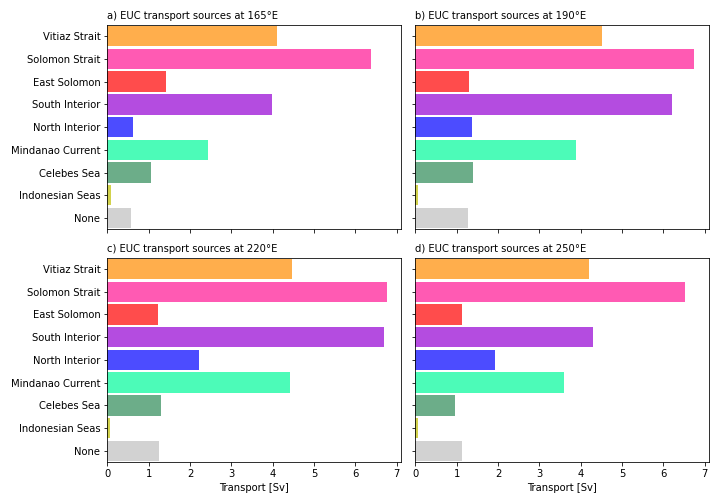 a) EUC transport sources at 165°E
b) EUC transport sources at 190°E
Vitiaz Strait
Solomon Strait
East Solomon
South Interior
North Interior
Mindanao Current
Celebes Sea
Indonesian Seas
None
c) EUC transport sources at 220°E
d) EUC transport sources at 250°E
Vitiaz Strait
Solomon Strait
East Solomon
South Interior
North Interior
Mindanao Current
Celebes Sea
Indonesian Seas
None
0 1 2 3 4 5 6 7
0 1 2 3 4 5 6 7
Transport [Sv]
Transport [Sv]